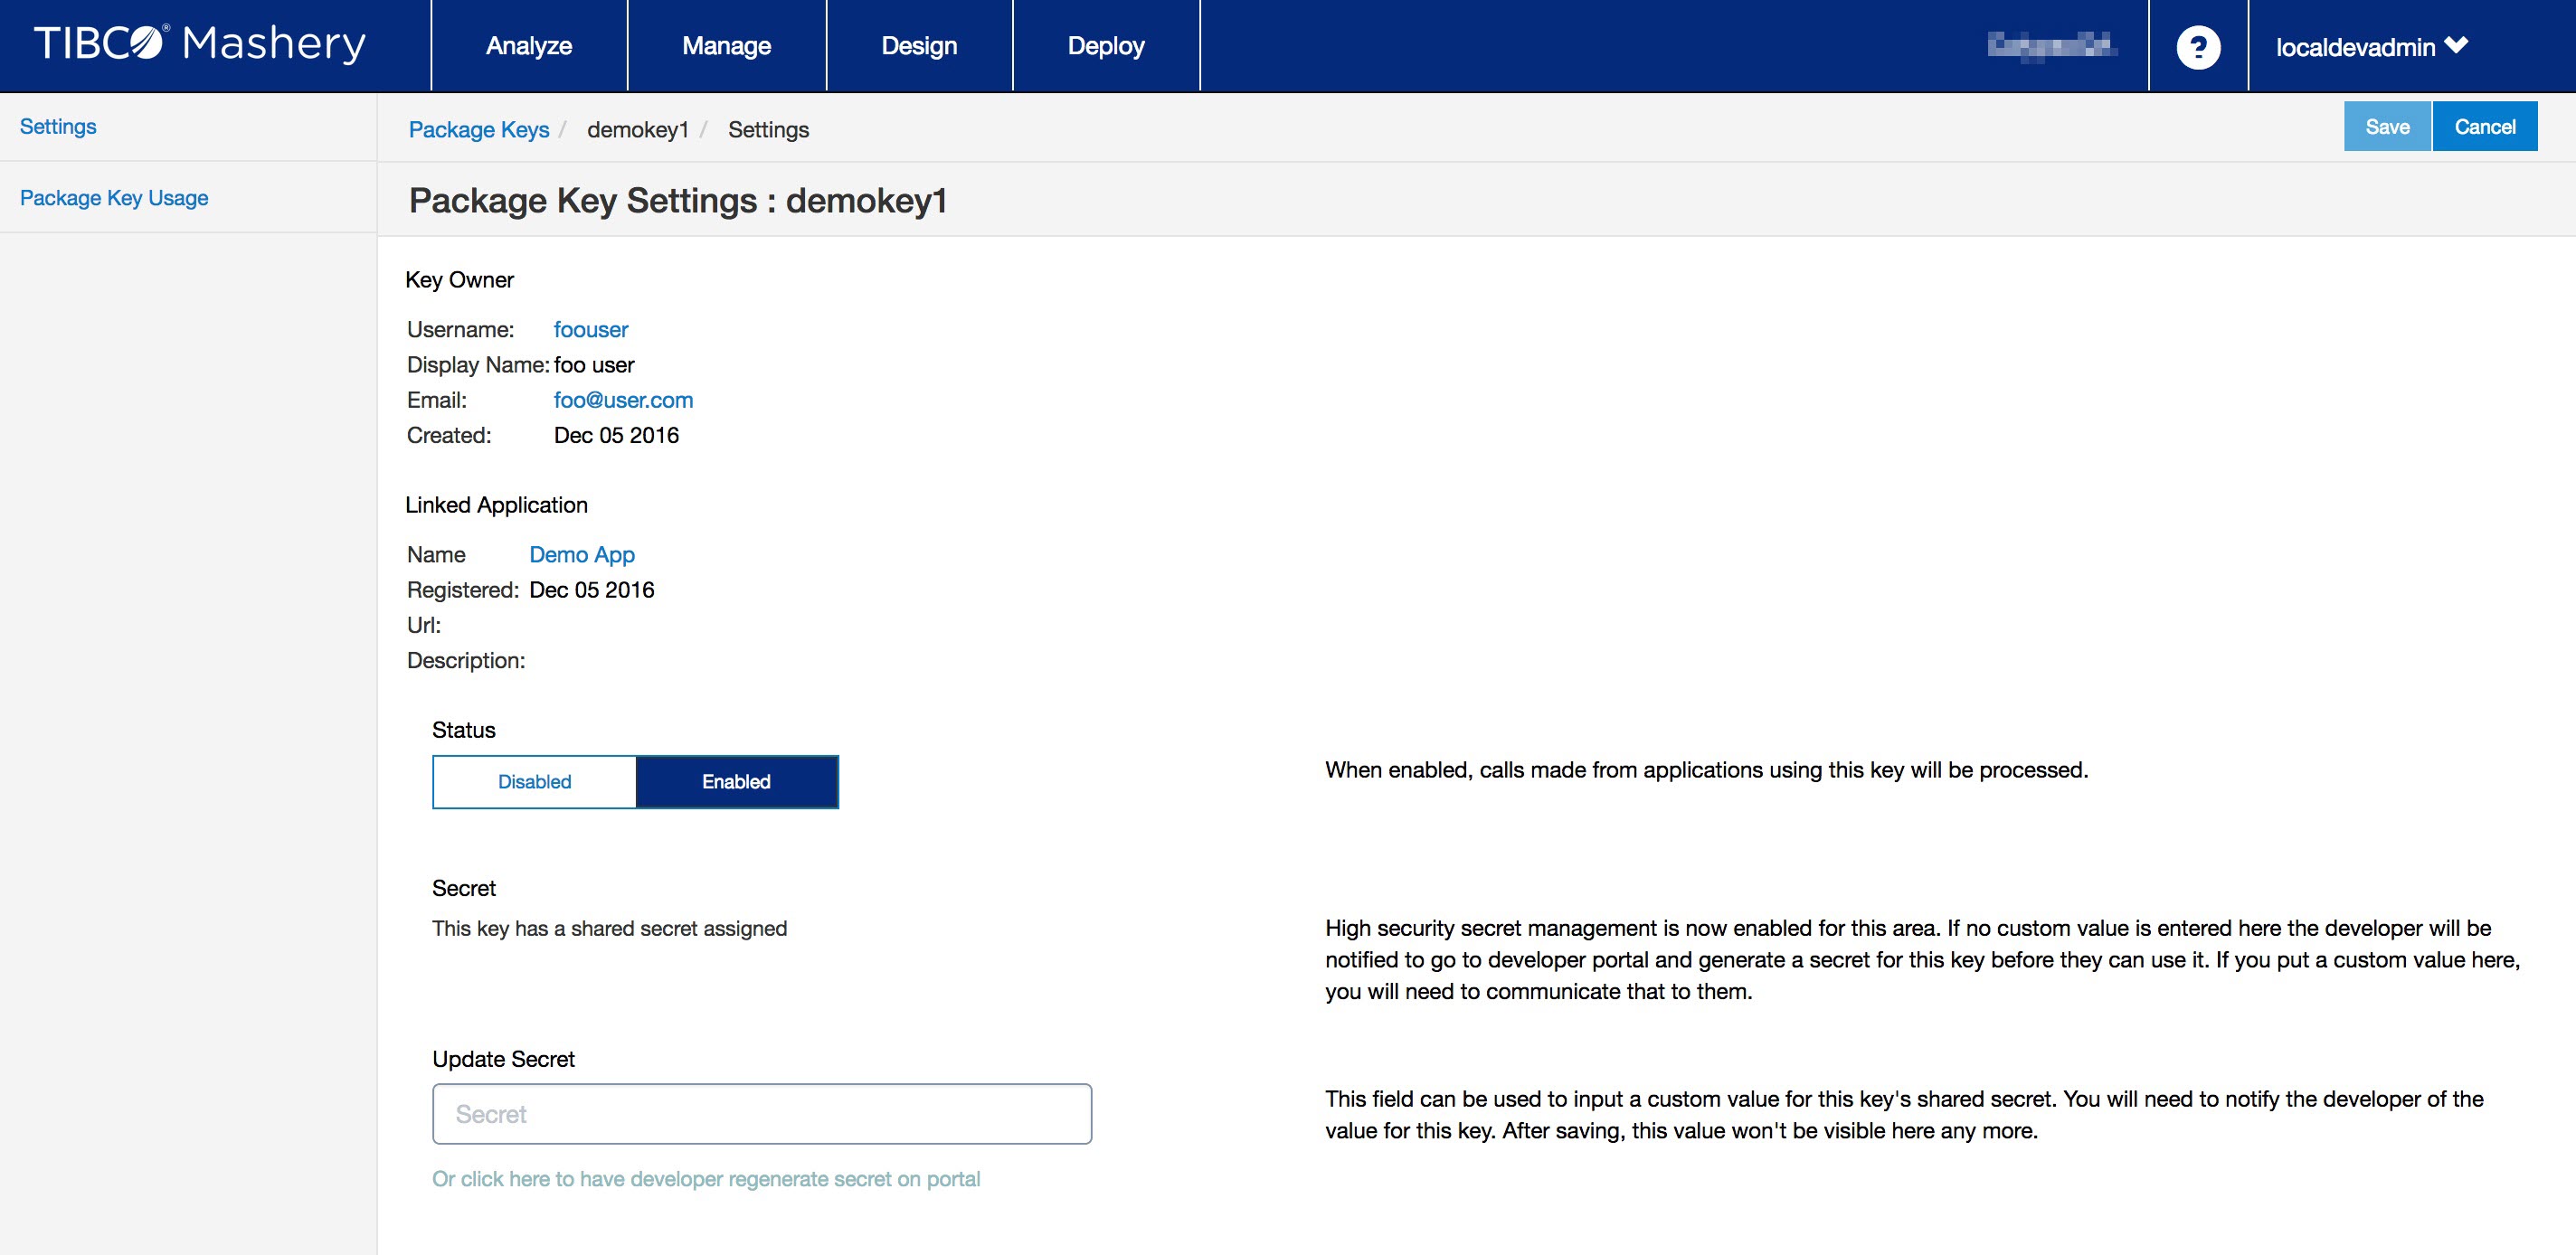 TIBCO® Mashery
Analyze
Manage
Design
Deploy
?
localdevadmin
Settings
Package Key Usage
Package Keys / demokey1 / Settings
Save
Cancel
Package Key Settings : demokey1
Key Owner
Username: foouser
Display Name: foo user
Email: foo@user.com
Created: Dec 05 2016
Linked Application
Name Demo App
Registered: Dec 05 2016
Url:
Description:
Status
Disabled
Enabled
When enabled, calls made from applications using this key will be processed.
Secret
This key has a shared secret assigned
High security secret management is now enabled for this area. If no custom value is entered here the developer will be
notified to go to developer portal and generate a secret for this key before they can use it. If you put a custom value here,
you will need to communicate that to them.
Update Secret
Secret
This field can be used to input a custom value for this key's shared secret. You will need to notify the developer of the
value for this key. After saving, this value won't be visible here any more.
Or click here to have developer regenerate secret on portal